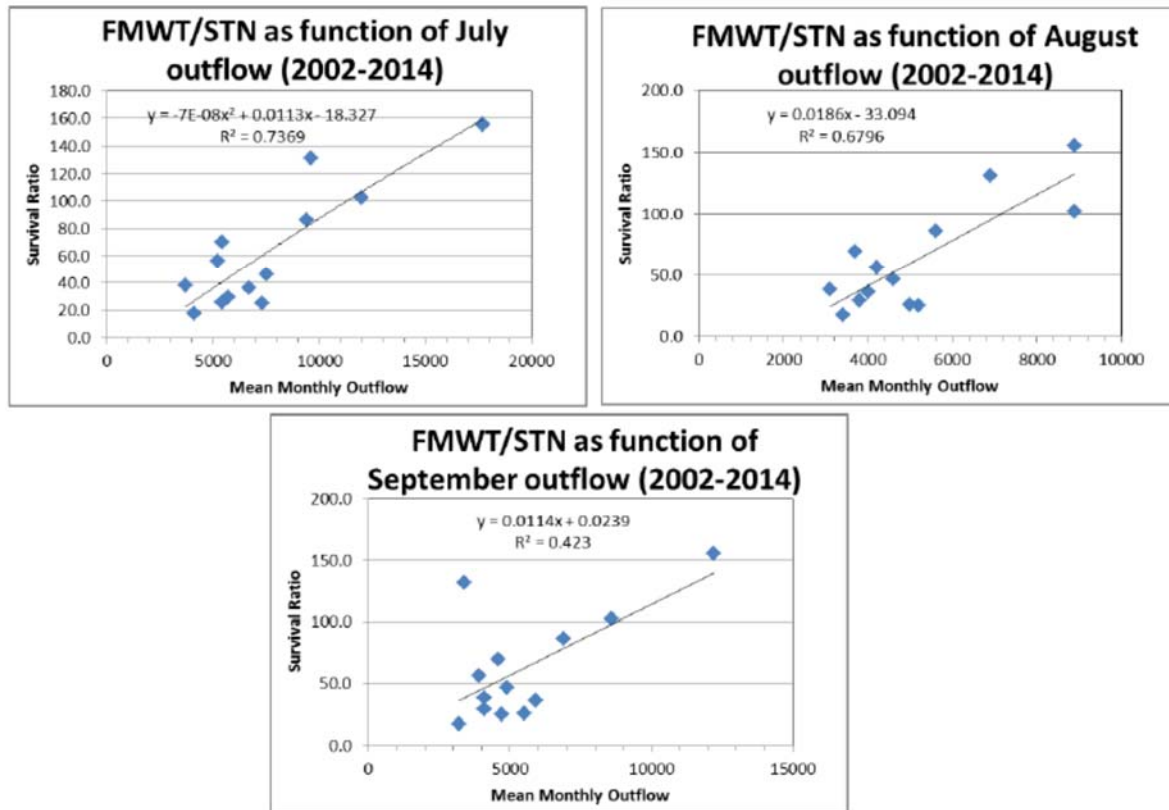 FMWT/STN as function of July
outflow (2002-2014)
y = -7E-08x² + 0.0113x - 18.327
R² = 0.7369
Survival Ratio
180.0
160.0
140.0
120.0
100.0
80.0
60.0
40.0
20.0
0.0
0 5000 10000 15000 20000
Mean Monthly Outflow
FMWT/STN as function of August
outflow (2002-2014)
y = 0.0186x - 33.094
R² = 0.6796
Survival Ratio
200.0
150.0
100.0
50.0
0.0
0 2000 4000 6000 8000 10000
Mean Monthly Outflow
FMWT/STN as function of
September outflow (2002-2014)
y = 0.0114x + 0.0239
R² = 0.423
Survival Ratio
200.0
150.0
100.0
50.0
0.0
0 5000 10000 15000
Mean Monthly Outflow